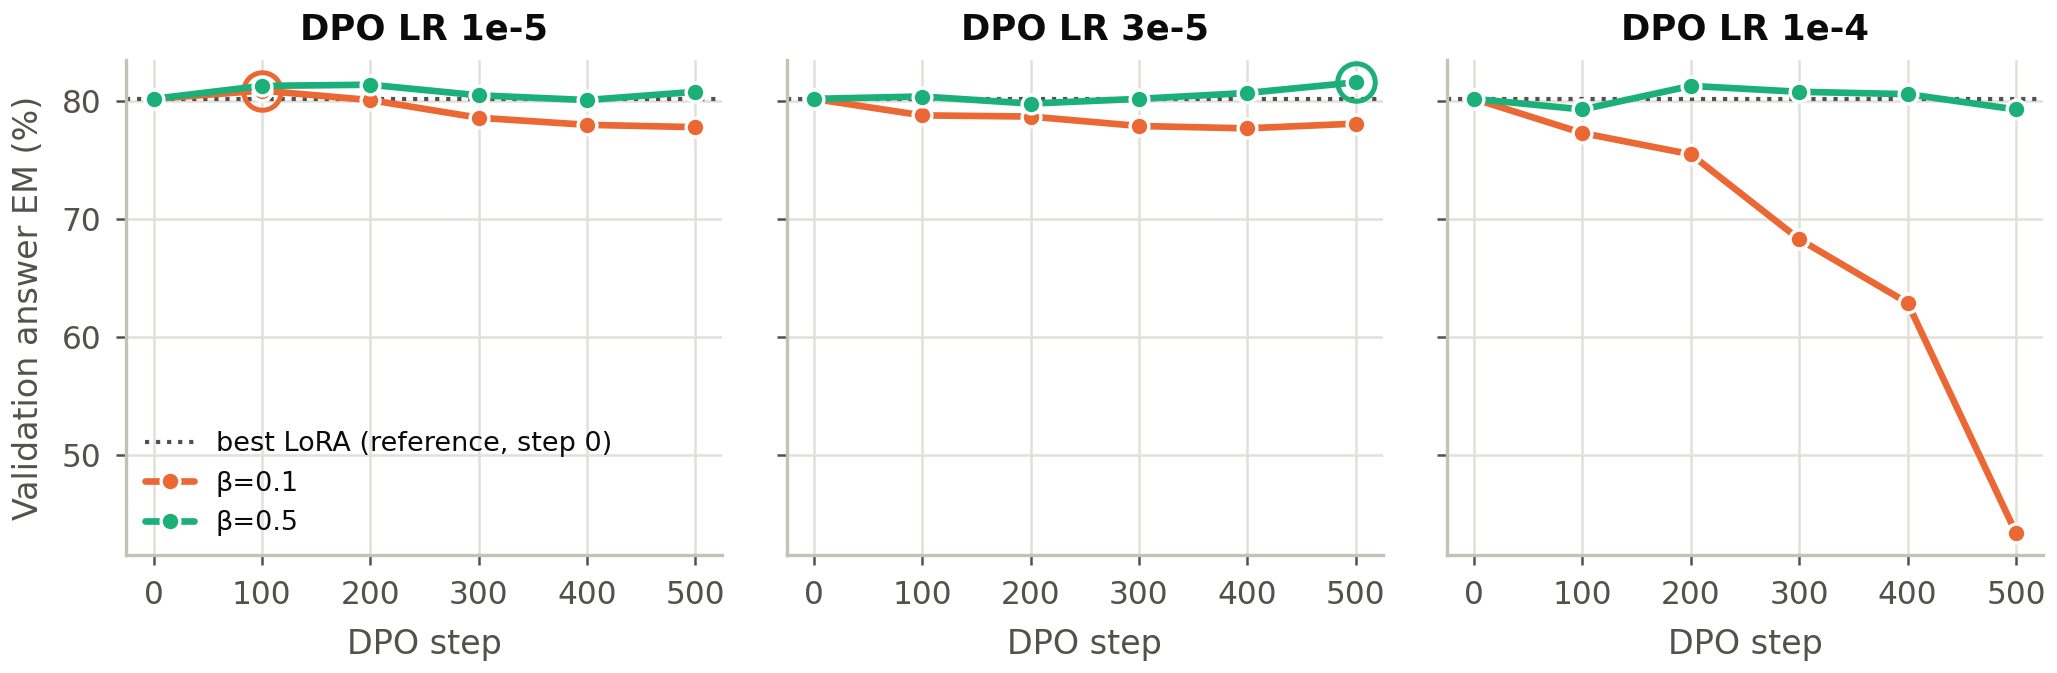 DPO LR 1e-5
DPO LR 3e-5
DPO LR 1e-4
Validation answer EM (%)
80
70
60
50
best LoRA (reference, step 0)
β=0.1
β=0.5
0 100 200 300 400 500
0 100 200 300 400 500
0 100 200 300 400 500
DPO step
DPO step
DPO step